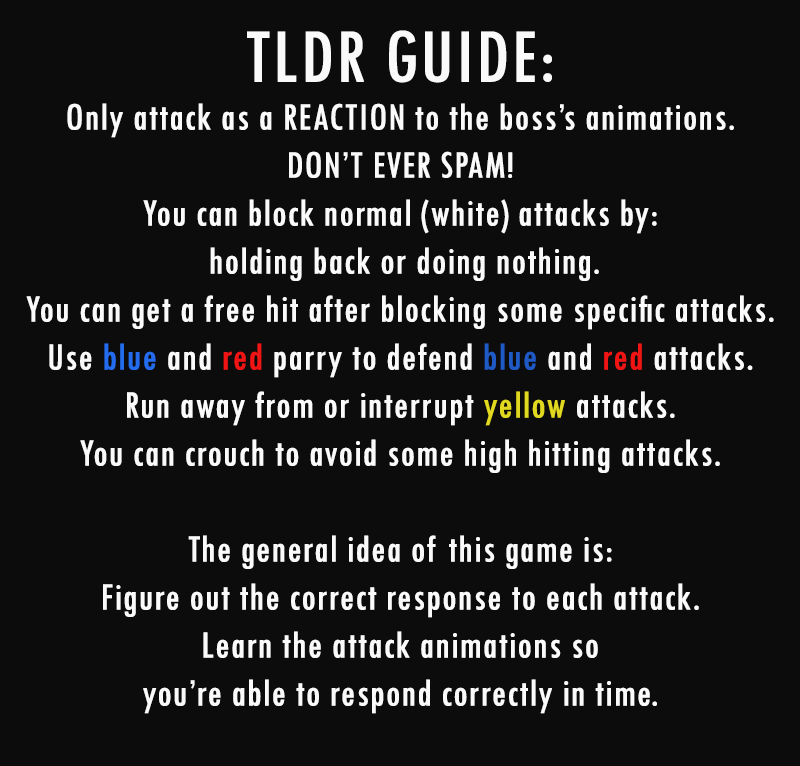 TLDR GUIDE:
Only attack as a REACTION to the boss's animations.
DON'T EVER SPAM!
You can block normal (white) attacks by:
holding back or doing nothing.
You can get a free hit after blocking some specific attacks.
Use blue and red parry to defend blue and red attacks.
Run away from or interrupt yellow attacks.
You can crouch to avoid some high hitting attacks.
The general idea of this game is:
Figure out the correct response to each attack.
Learn the attack animations so
you're able to respond correctly in time.